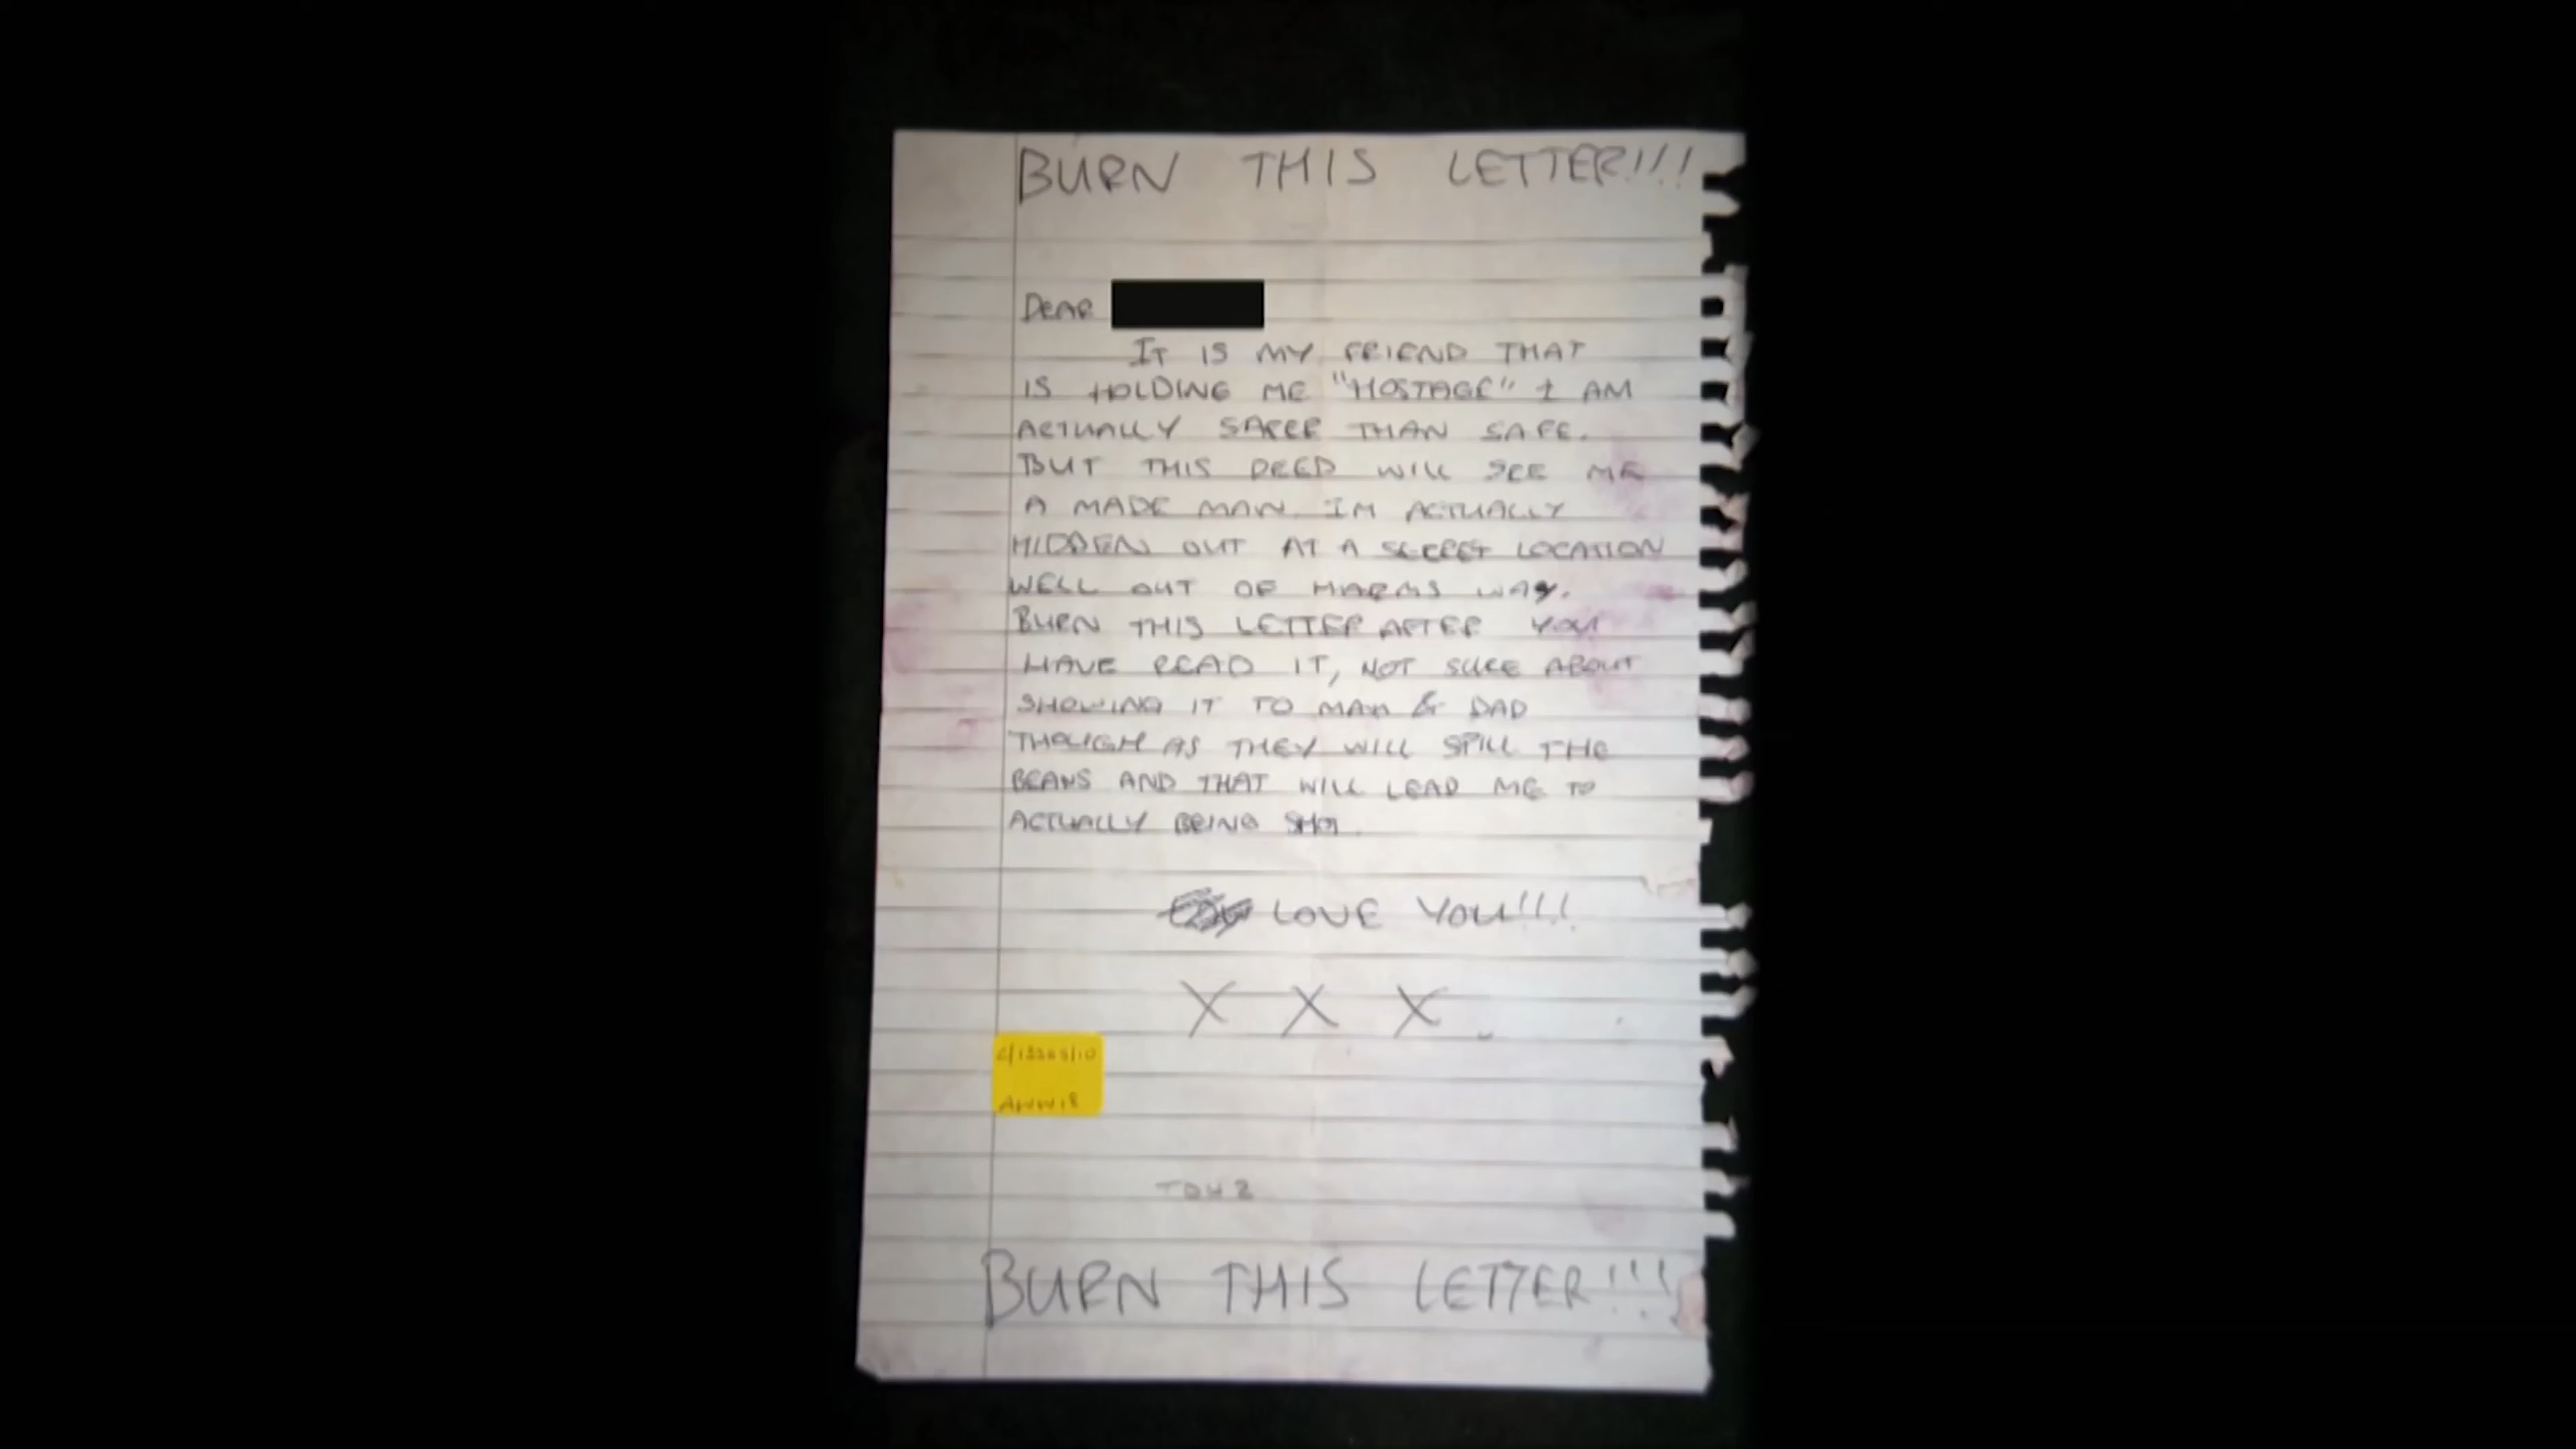 BURN THIS LETTER!!!
Dear
IT IS MY FRIEND THAT
IS HOLDING ME "HOSTAGE" I AM
ACTUALLY SAFER THAN SAFE.
BUT THIS DEED WILL SEE ME
A MADE MAN. IM ACTUALLY
HIDDEN OUT AT A SECRET LOCATION
WELL OUT OF HARMS WAY.
BURN THIS LETTER AFTER YOU
HAVE READ IT, NOT SURE ABOUT
SHOWING IT TO MAM & DAD
THOUGH AS THEY WILL SPILL THE
BEANS AND THAT WILL LEAD ME TO
ACTUALLY BEING SHOT.
LOVE YOU!!!
X X X
BURN THIS LETTER!!!